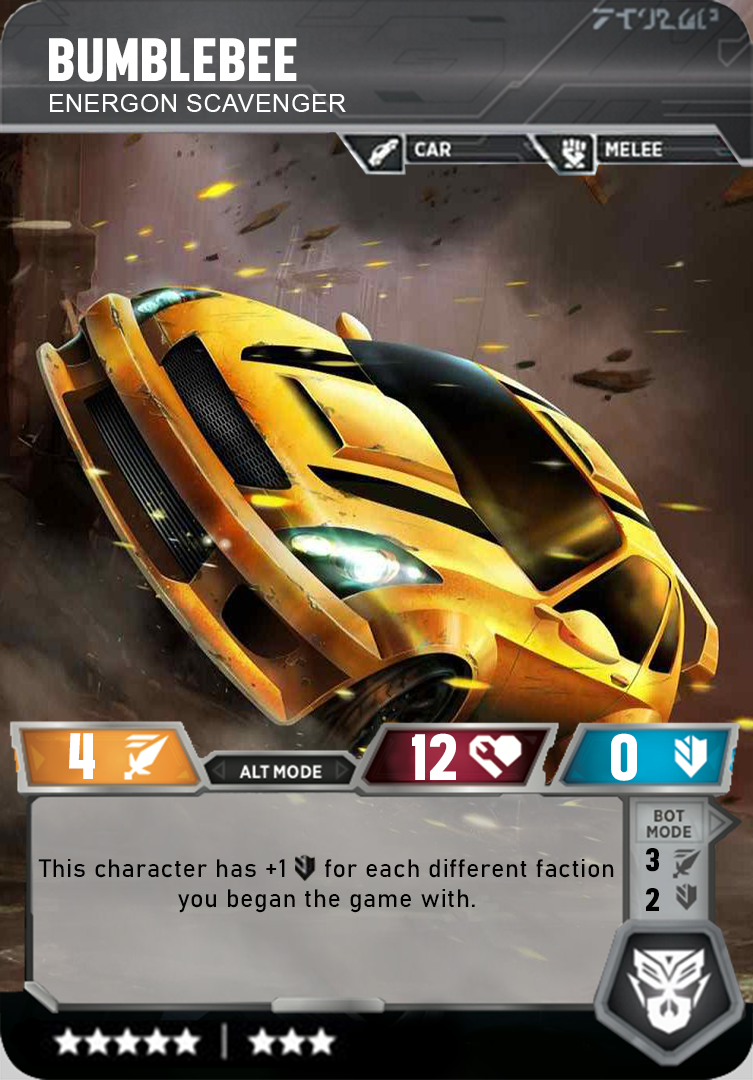 BUMBLEBEE
ENERGON SCAVENGER
CAR
MELEE
4
ALT MODE
12
0
This character has +1 for each different faction
you began the game with.
BOT
MODE
3
2